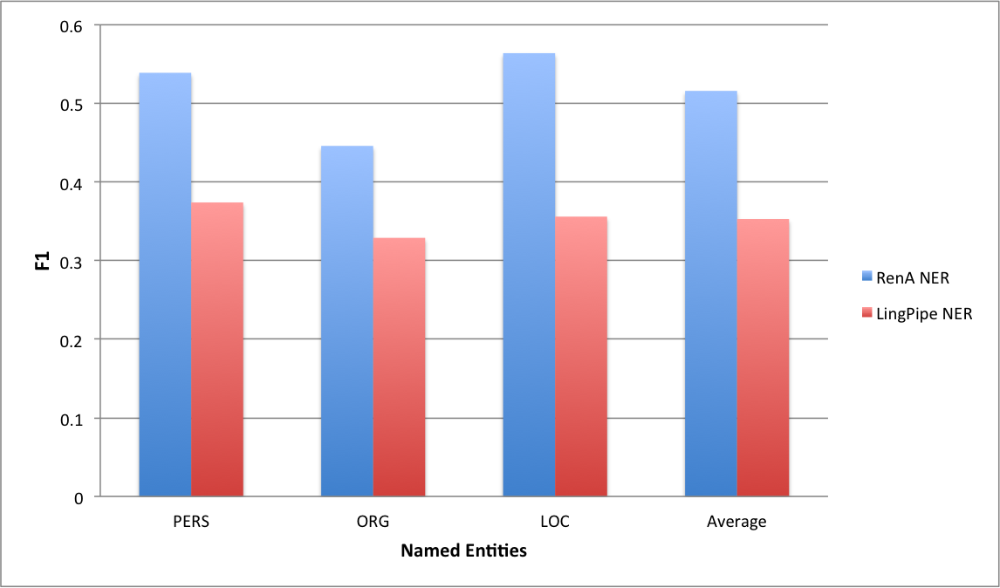 0.6
0.5
0.4
0.3
0.2
0.1
0
F1
PERS ORG LOC Average
Named Entities
RenA NER
LingPipe NER